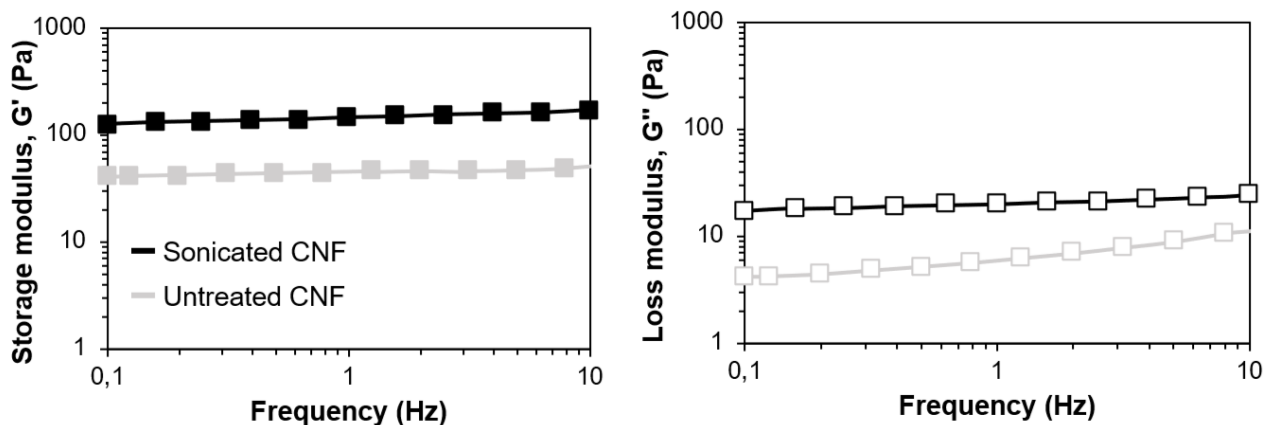 Storage modulus, G' (Pa)
1000
100
10
1
Sonicated CNF
Untreated CNF
0,1
1
10
Frequency (Hz)
Loss modulus, G'' (Pa)
1000
100
10
1
0,1
1
10
Frequency (Hz)